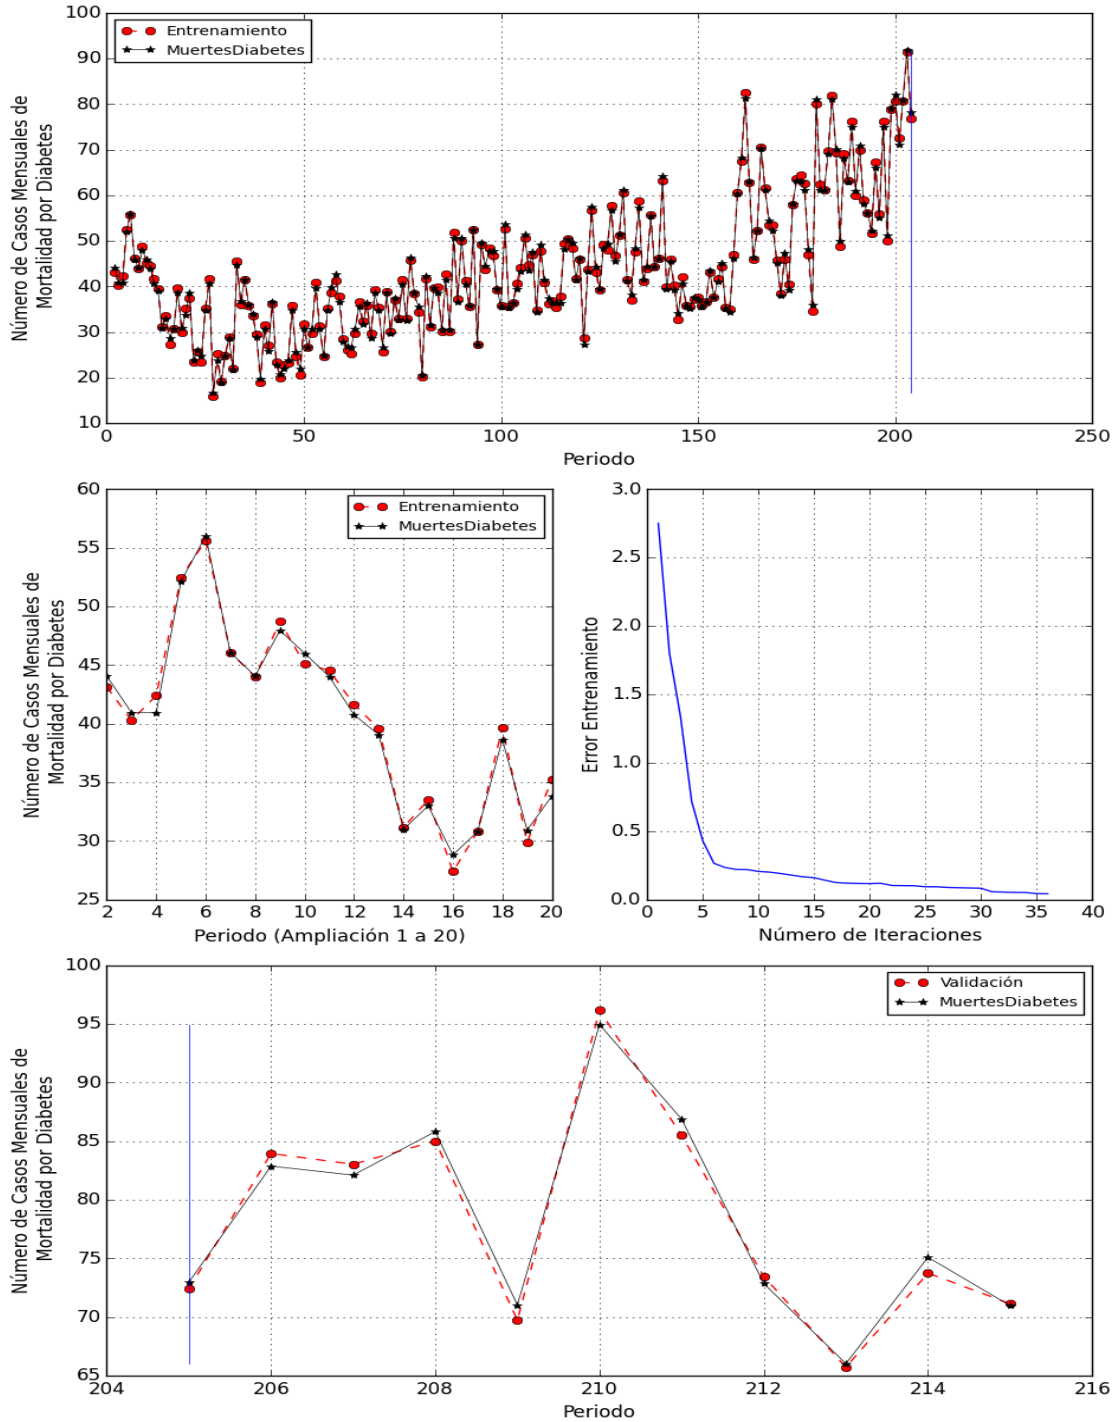 Número de Casos Mensuales de
Mortalidad por Diabetes
100
90
80
70
60
50
40
30
20
10
Entrenamiento
MuertesDiabetes
0 50 100 150 200 250
Periodo
Número de Casos Mensuales de
Mortalidad por Diabetes
60
55
50
45
40
35
30
25
Entrenamiento
MuertesDiabetes
2 4 6 8 10 12 14 16 18 20
Periodo (Ampliación 1 a 20)
Error Entrenamiento
3.0
2.5
2.0
1.5
1.0
0.5
0.0
0 5 10 15 20 25 30 35 40
Número de Iteraciones
Número de Casos Mensuales de
Mortalidad por Diabetes
100
95
90
85
80
75
70
65
Validación
MuertesDiabetes
204 206 208 210 212 214 216
Periodo